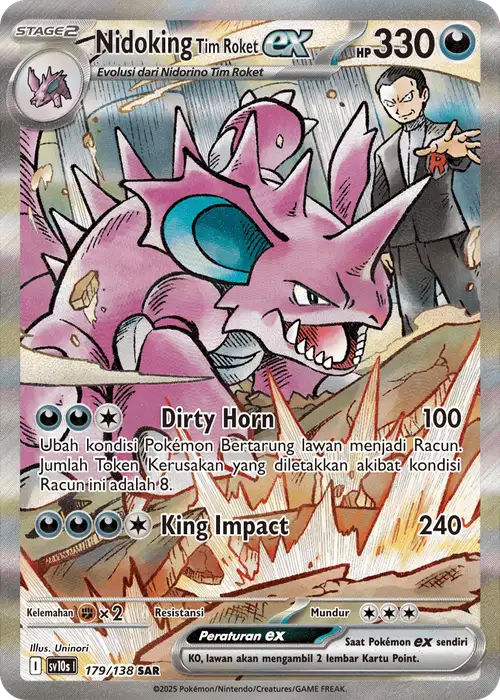 STAGE2 Nidoking Tim Roket ex HP 330
Evolusi dari Nidorino Tim Roket
R
Dirty Horn 100
Ubah kondisi Pokémon Bertarung lawan menjadi Racun.
Jumlah Token Kerusakan yang diletakkan akibat kondisi
Racun ini adalah 8.
King Impact 240
Kelemahan ×2 Resistansi Mundur
Illus. Uninori
Peraturan ex Saat Pokémon ex sendiri
KO, lawan akan mengambil 2 lembar Kartu Point.
I sv10s I 179/138 SAR
©2025 Pokémon/Nintendo/Creatures/GAME FREAK.